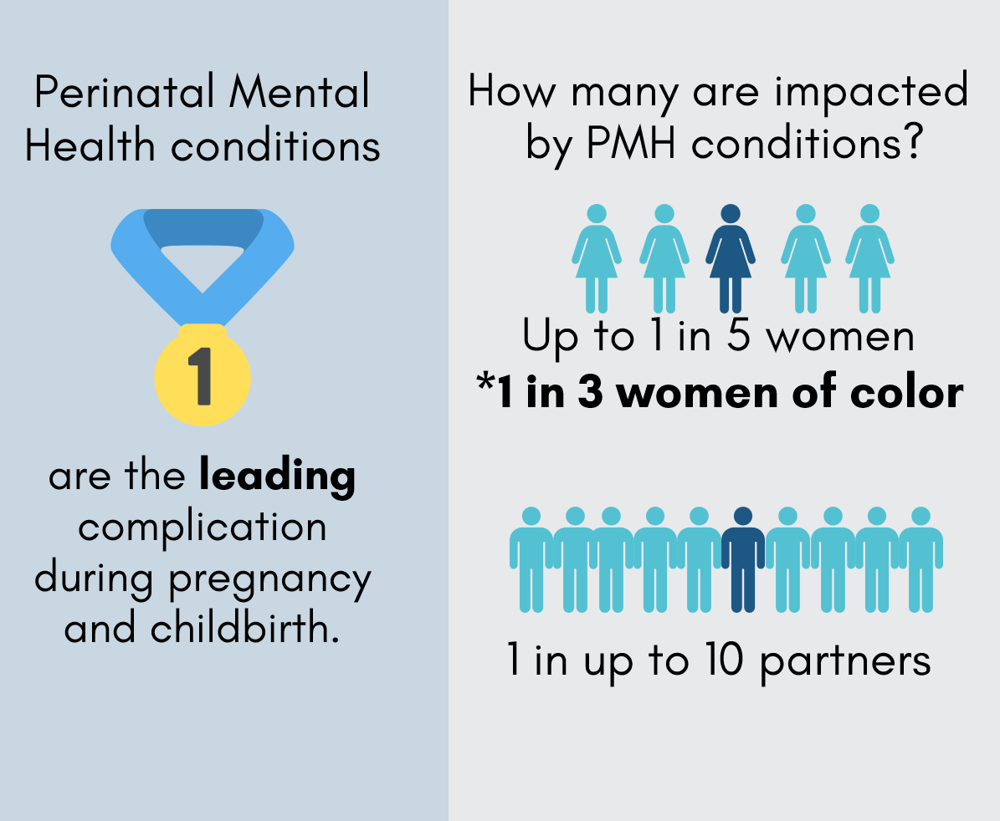 Perinatal Mental
Health conditions
1
are the leading
complication
during pregnancy
and childbirth.
How many are impacted
by PMH conditions?
Up to 1 in 5 women
*1 in 3 women of color
1 in up to 10 partners